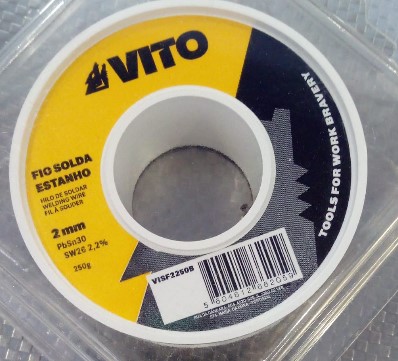 VITO
TOOLS FOR WORK BRAVERY
FIO SOLDA
ESTANHO
HILO DE SOLDAR
WELDING WIRE
FIL À SOUDER
2 mm
PbSn30
SW26 2,2%
250g
VISF2250B